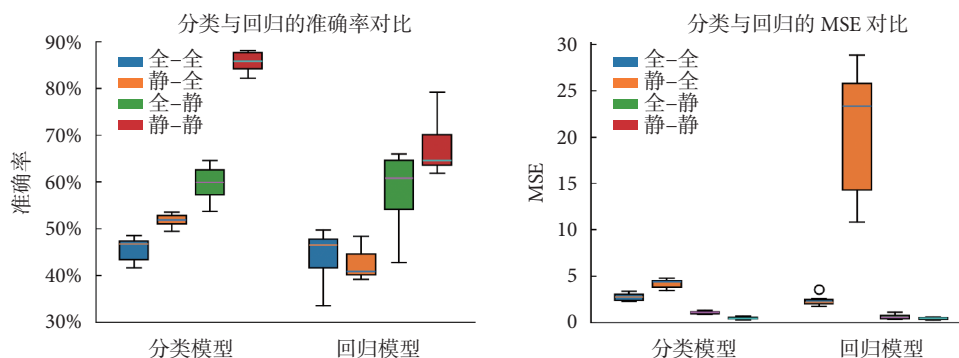 分类与回归的准确率对比
90%
80%
70%
60%
50%
40%
30%
准确率
全–全
静–全
全–静
静–静
分类模型
回归模型
分类与回归的 MSE 对比
30
25
20
15
10
5
0
MSE
全–全
静–全
全–静
静–静
分类模型
回归模型